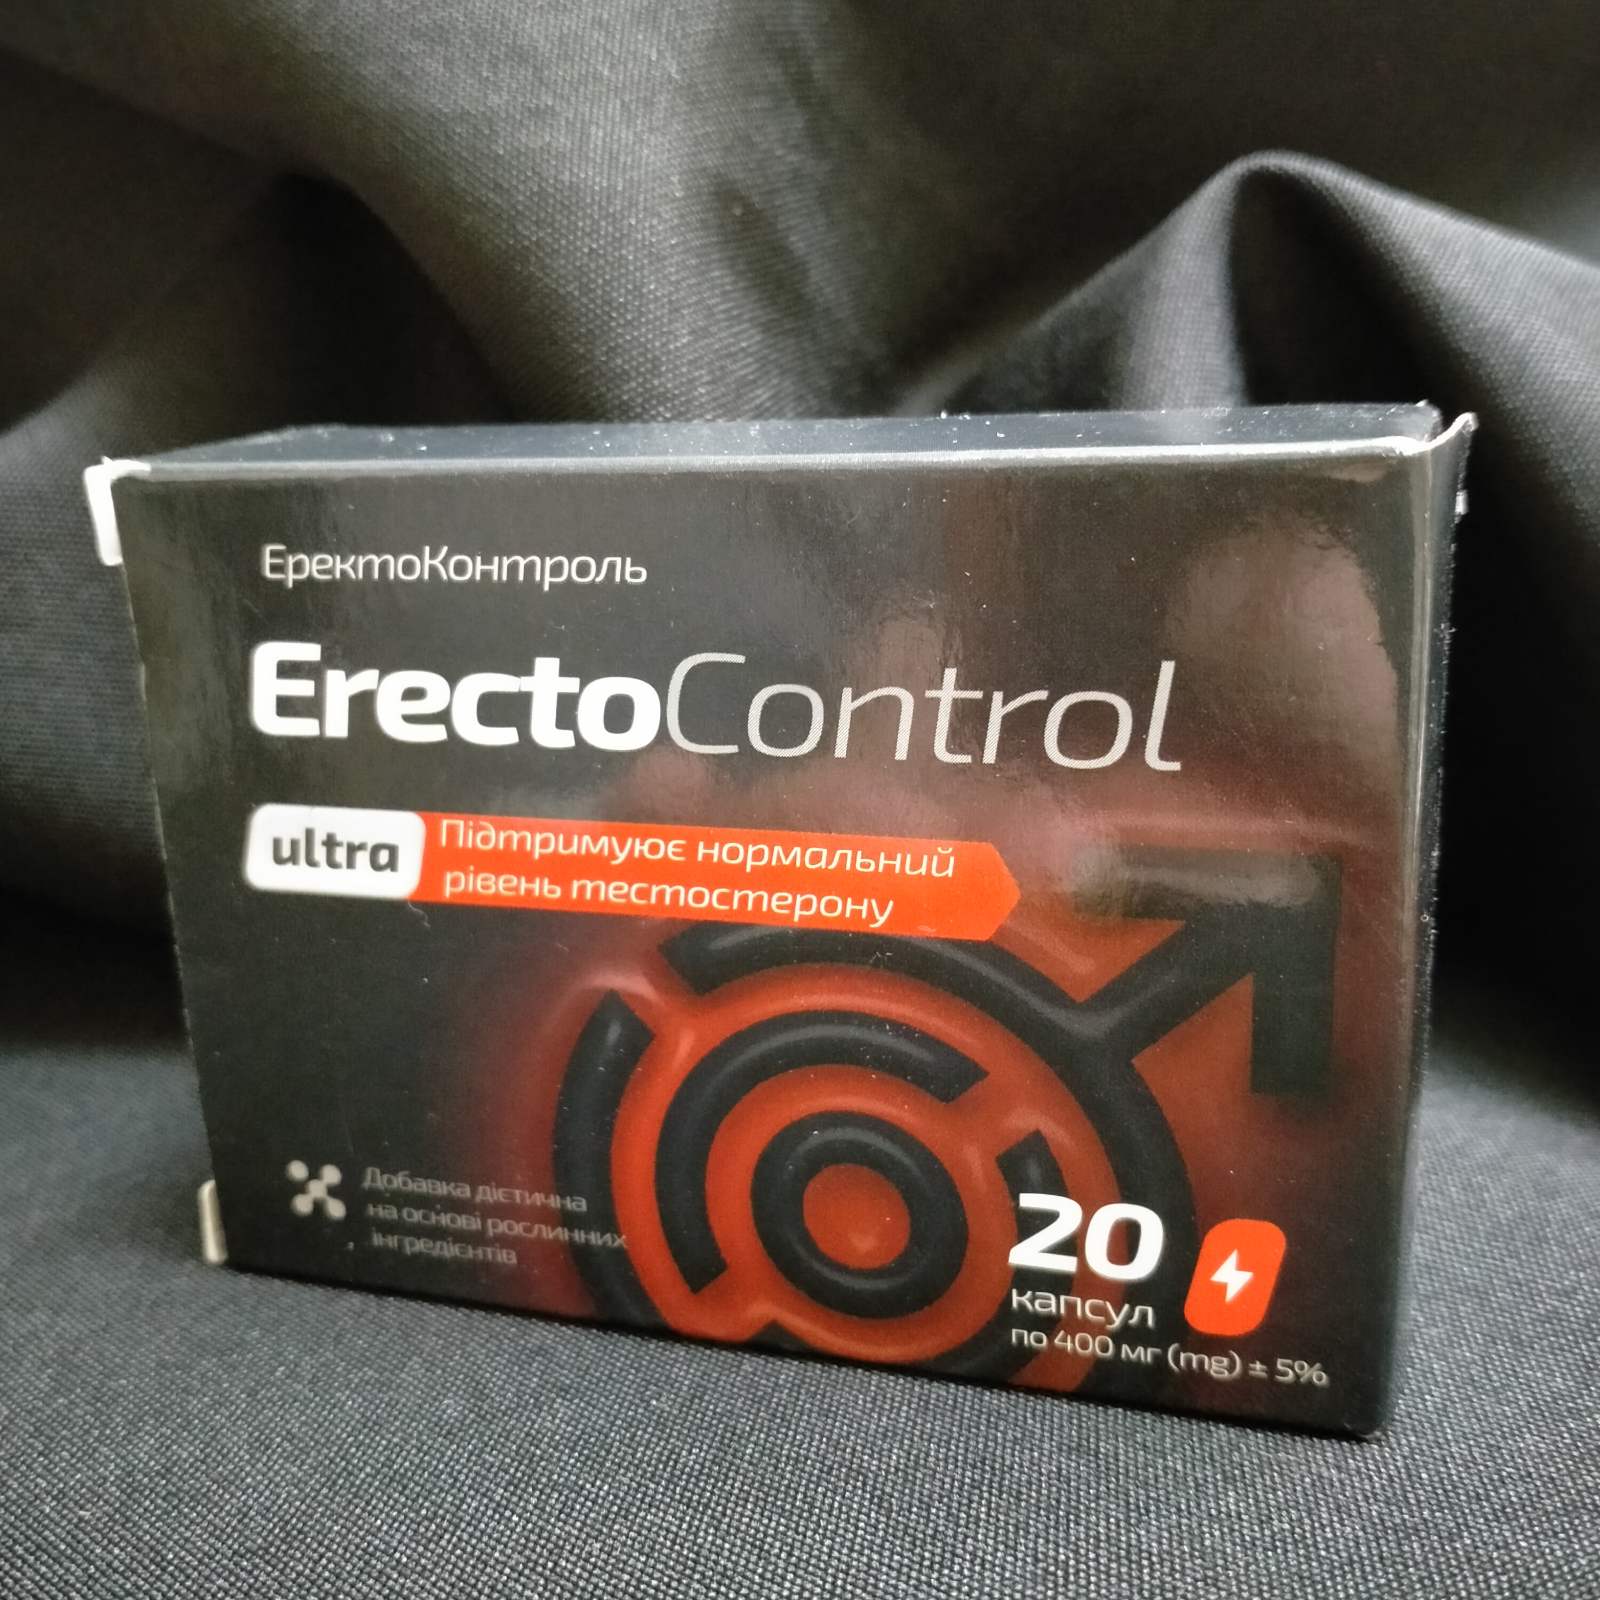 ЕректоКонтроль
ErectoControl
ultra
Підтримуює нормальний
рівень тестостерону
Добавка дієтична
на основі рослинних
інгредієнтів
20
капсул
по 400 мг (mg) ± 5%